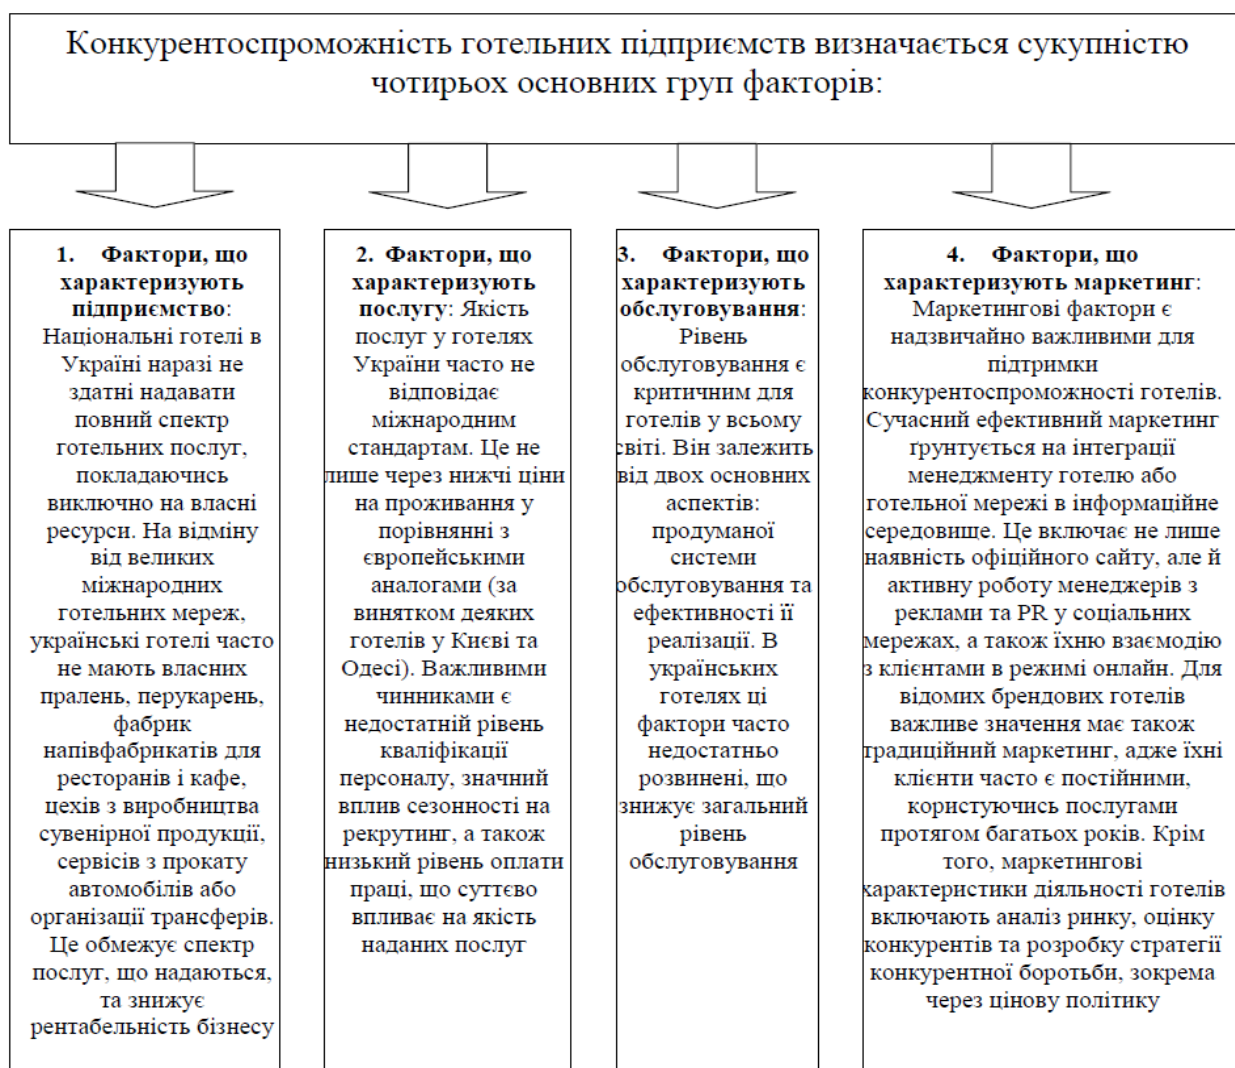 Конкурентоспроможність готельних підприємств визначається сукупністю
чотирьох основних груп факторів:
1. Фактори, що
характеризують
підприємство:
Національні готелі в
Україні наразі не
здатні надавати
повний спектр
готельних послуг,
покладаючись
виключно на власні
ресурси. На відміну
від великих
міжнародних
готельних мереж,
українські готелі часто
не мають власних
пралень, перукарень,
фабрик
напівфабрикатів для
ресторанів і кафе,
цехів з виробництва
сувенірної продукції,
сервісів з прокату
автомобілів або
організації трансферів.
Це обмежує спектр
послуг, що надаються,
та знижує
рентабельність бізнесу
2. Фактори, що
характеризують
послугу: Якість
послуг у готелях
України часто не
відповідає
міжнародним
стандартам. Це не
лише через нижчі ціни
на проживання у
порівнянні з
європейськими
аналогами (за
винятком деяких
готелів у Києві та
Одесі). Важливими
чинниками є
недостатній рівень
кваліфікації
персоналу, значний
вплив сезонності на
рекрутинг, а також
низький рівень оплати
праці, що суттєво
впливає на якість
наданих послуг
3. Фактори, що
характеризують
обслуговування:
Рівень
обслуговування є
критичним для
готелів у всьому
світі. Він залежить
від двох основних
аспектів:
продуманої
системи
обслуговування та
ефективності її
реалізації. В
українських
готелях ці
фактори часто
недостатньо
розвинені, що
знижує загальний
рівень
обслуговування
4. Фактори, що
характеризують маркетинг:
Маркетингові фактори є
надзвичайно важливими для
підтримки
конкурентоспроможності готелів.
Сучасний ефективний маркетинг
ґрунтується на інтеграції
менеджменту готелю або
готельної мережі в інформаційне
середовище. Це включає не лише
наявність офіційного сайту, але й
активну роботу менеджерів з
реклами та PR у соціальних
мережах, а також їхню взаємодію
з клієнтами в режимі онлайн. Для
відомих брендових готелів
важливе значення має також
традиційний маркетинг, адже їхні
клієнти часто є постійними,
користуючись послугами
протягом багатьох років. Крім
того, маркетингові
характеристики діяльності готелів
включають аналіз ринку, оцінку
конкурентів та розробку стратегії
конкурентної боротьби, зокрема
через цінову політику